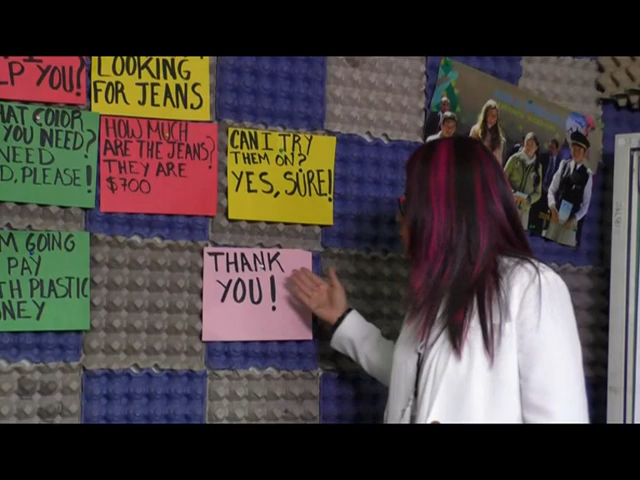 LP YOU?
LOOKING
FOR JEANS
AT COLOR
YOU NEED?
NEED
D, PLEASE!
HOW MUCH
ARE THE JEANS?
THEY ARE
$700
CAN I TRY
THEM ON?
YES, SURE!
M GOING
PAY
TH PLASTIC
NEY
THANK
YOU!